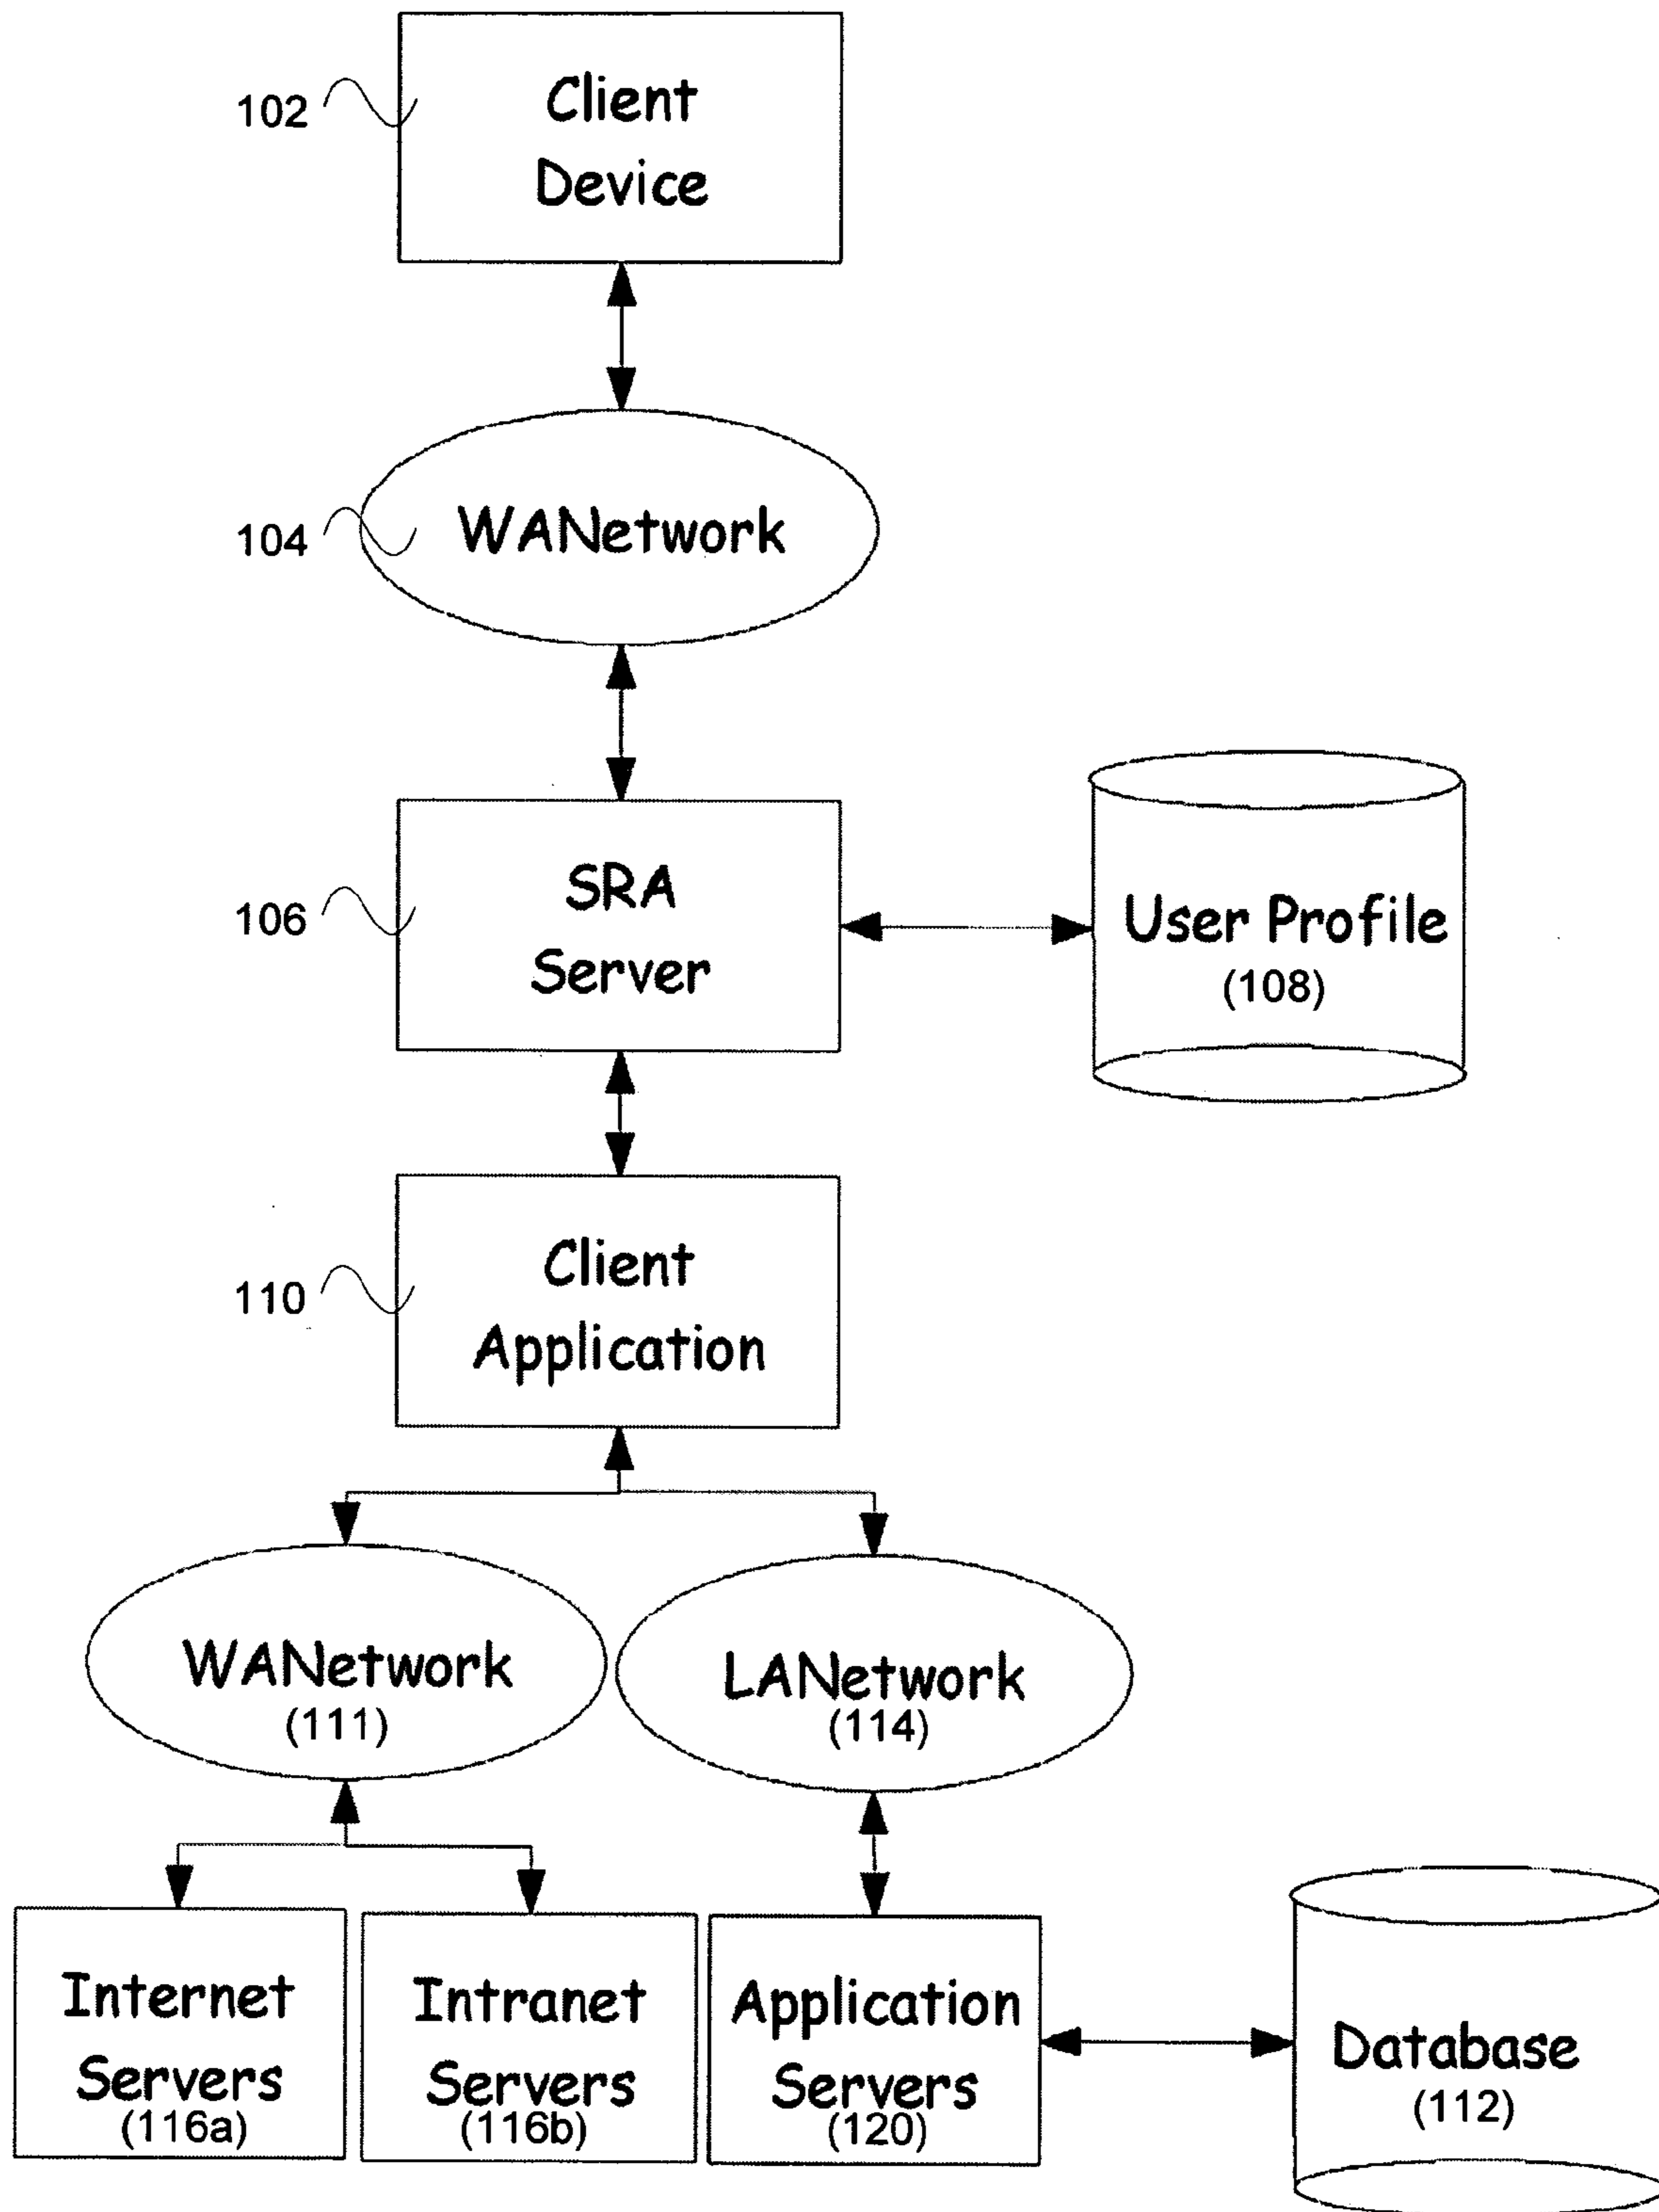 102
Client
Device
104
WANetwork
106
SRA
Server
User Profile
(108)
110
Client
Application
WANetwork
(111)
LANetwork
(114)
Internet
Servers
(116a)
Intranet
Servers
(116b)
Application
Servers
(120)
Database
(112)